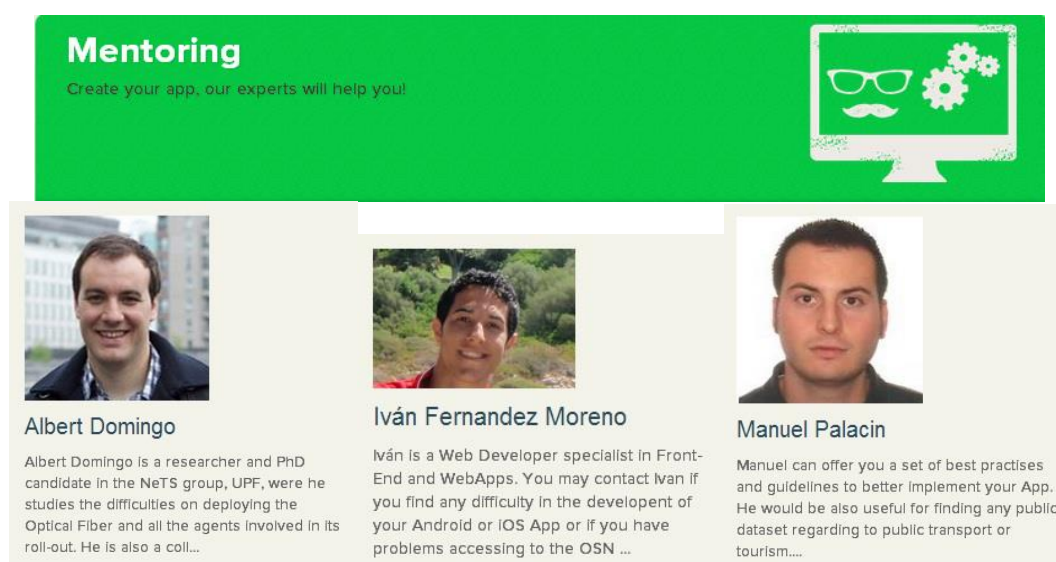 Mentoring
Create your app, our experts will help you!
Albert Domingo
Albert Domingo is a researcher and PhD
candidate in the NeTS group, UPF, were he
studies the difficulties on deploying the
Optical Fiber and all the agents involved in its
roll-out. He is also a coll...
Iván Fernandez Moreno
Iván is a Web Developer specialist in Front-
End and WebApps. You may contact Ivan if
you find any difficulty in the developent of
your Android or iOS App or if you have
problems accessing to the OSN ...
Manuel Palacin
Manuel can offer you a set of best practises
and guidelines to better implement your App.
He would be also useful for finding any public
dataset regarding to public transport or
tourism....